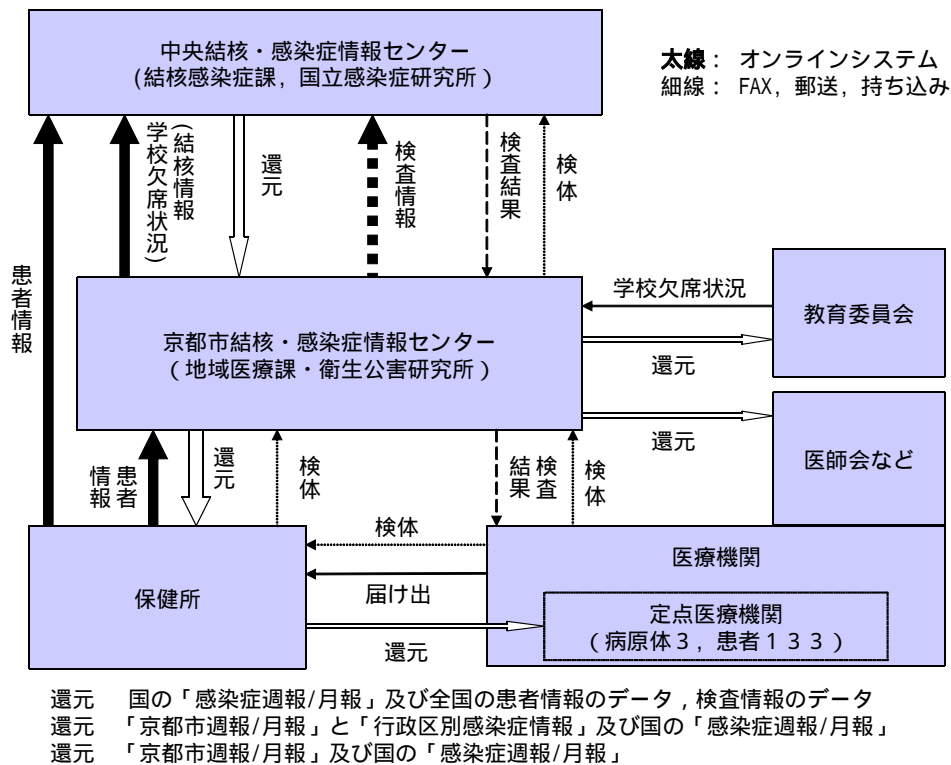 中央結核・感染症情報センター
(結核感染症課，国立感染症研究所）
太線： オンラインシステム
細線： FAX，郵送，持ち込み
患者情報
(結核情報
学校欠席状況)
還元
検査情報
検査結果
検体
京都市結核・感染症情報センター
（地域医療課・衛生公害研究所）
学校欠席状況
還元
教育委員会
還元
医師会など
患者
情報
還元
検体
検査
結果
検体
保健所
検体
届け出
還元
医療機関
定点医療機関
（病原体３，患者１３３）
還元 国の「感染症週報/月報」及び全国の患者情報のデータ，検査情報のデータ
還元 「京都市週報/月報」と「行政区別感染症情報」及び国の「感染症週報/月報」
還元 「京都市週報/月報」及び国の「感染症週報/月報」